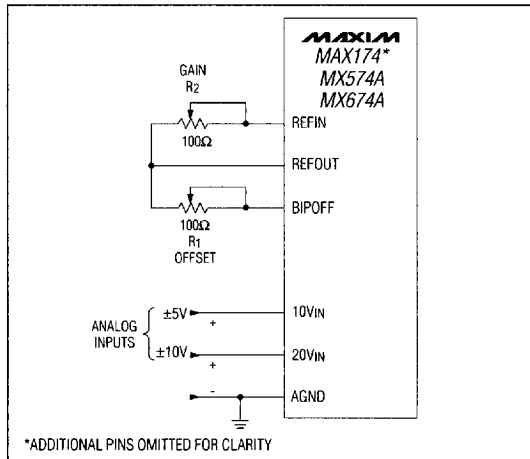 MAXIM
MAX174*
MX574A
MX674A
GAIN
R2
100Ω
REFIN
REFOUT
BIPOFF
100Ω
R1
OFFSET
ANALOG
INPUTS
±5V
+
10VIN
±10V
+
20VIN
-
AGND
*ADDITIONAL PINS OMITTED FOR CLARITY